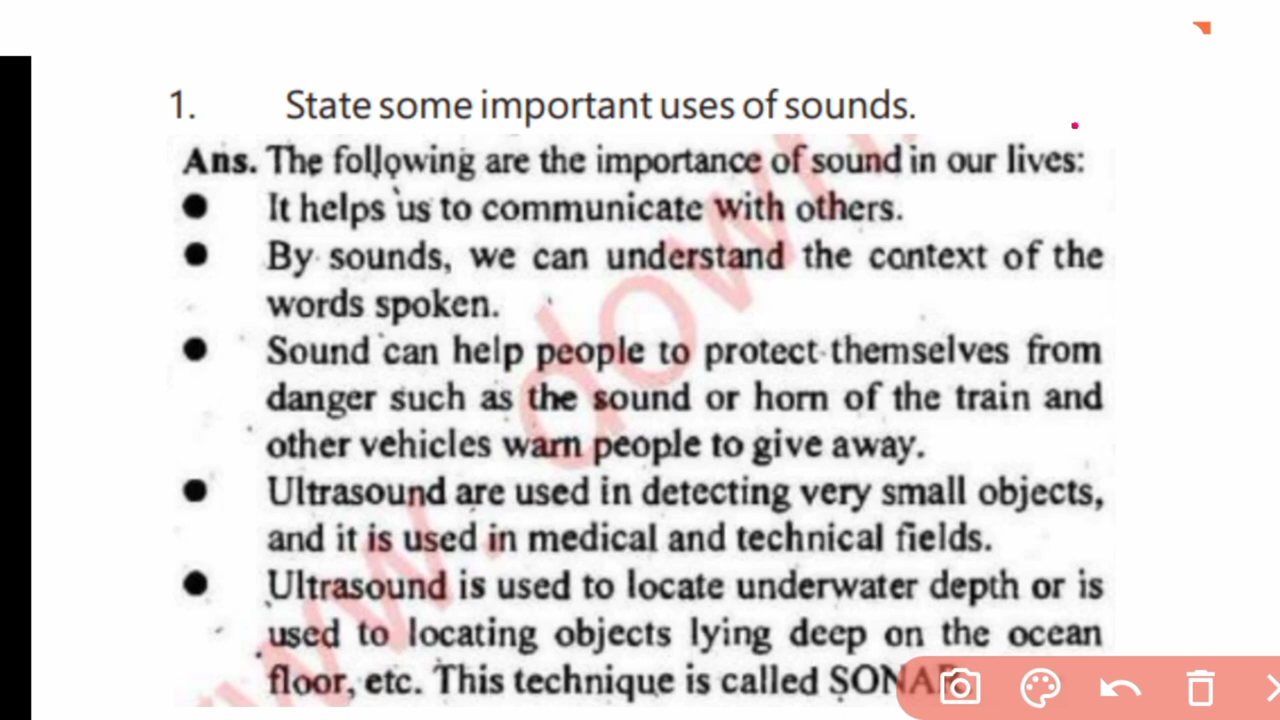 1. State some important uses of sounds.
Ans. The following are the importance of sound in our lives:
● It helps us to communicate with others.
● By sounds, we can understand the context of the
words spoken.
● Sound can help people to protect themselves from
danger such as the sound or horn of the train and
other vehicles warn people to give away.
● Ultrasound are used in detecting very small objects,
and it is used in medical and technical fields.
● Ultrasound is used to locate underwater depth or is
used to locating objects lying deep on the ocean
floor, etc. This technique is called SONAR